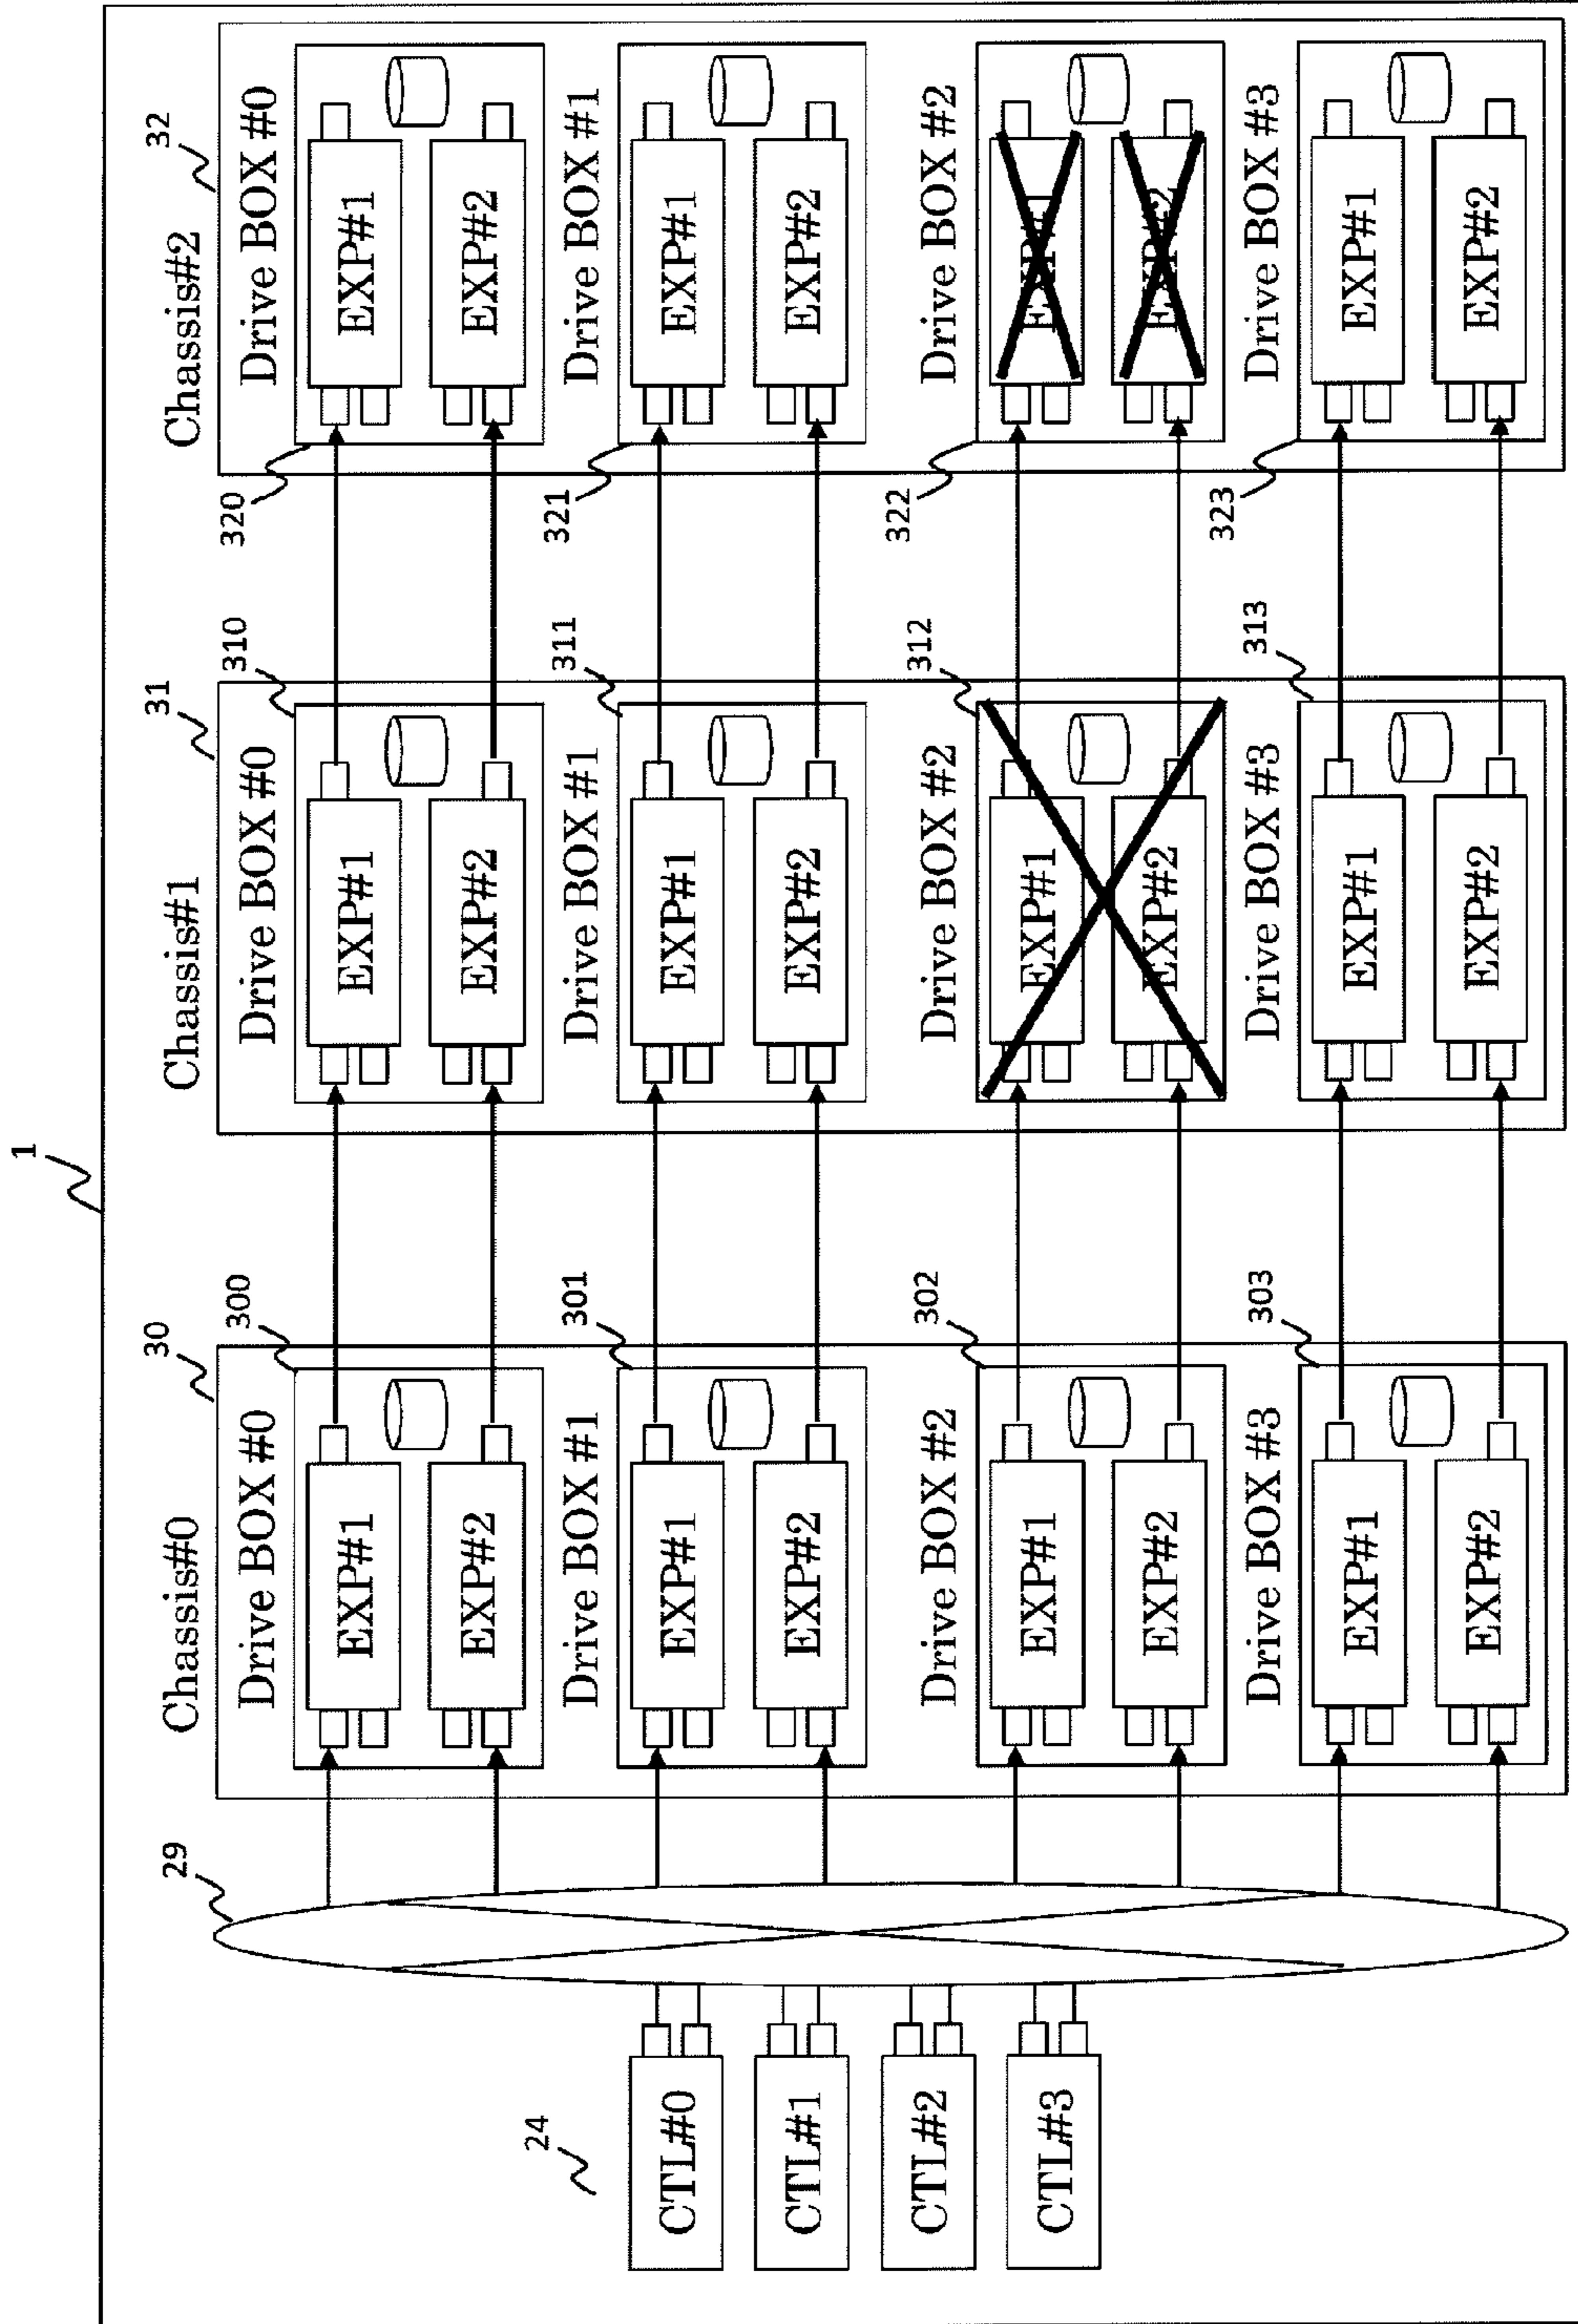 1
24
CTL#0
CTL#1
CTL#2
CTL#3
29
Chassis#0
30
Drive BOX #0
300
EXP#1
EXP#2
Drive BOX #1
301
EXP#1
EXP#2
Drive BOX #2
302
EXP#1
EXP#2
Drive BOX #3
303
EXP#1
EXP#2
Chassis#1
31
Drive BOX #0
310
EXP#1
EXP#2
Drive BOX #1
311
EXP#1
EXP#2
Drive BOX #2
312
EXP#1
EXP#2
Drive BOX #3
313
EXP#1
EXP#2
Chassis#2
32
Drive BOX #0
320
EXP#1
EXP#2
Drive BOX #1
321
EXP#1
EXP#2
Drive BOX #2
322
Drive BOX #3
323
EXP#1
EXP#2